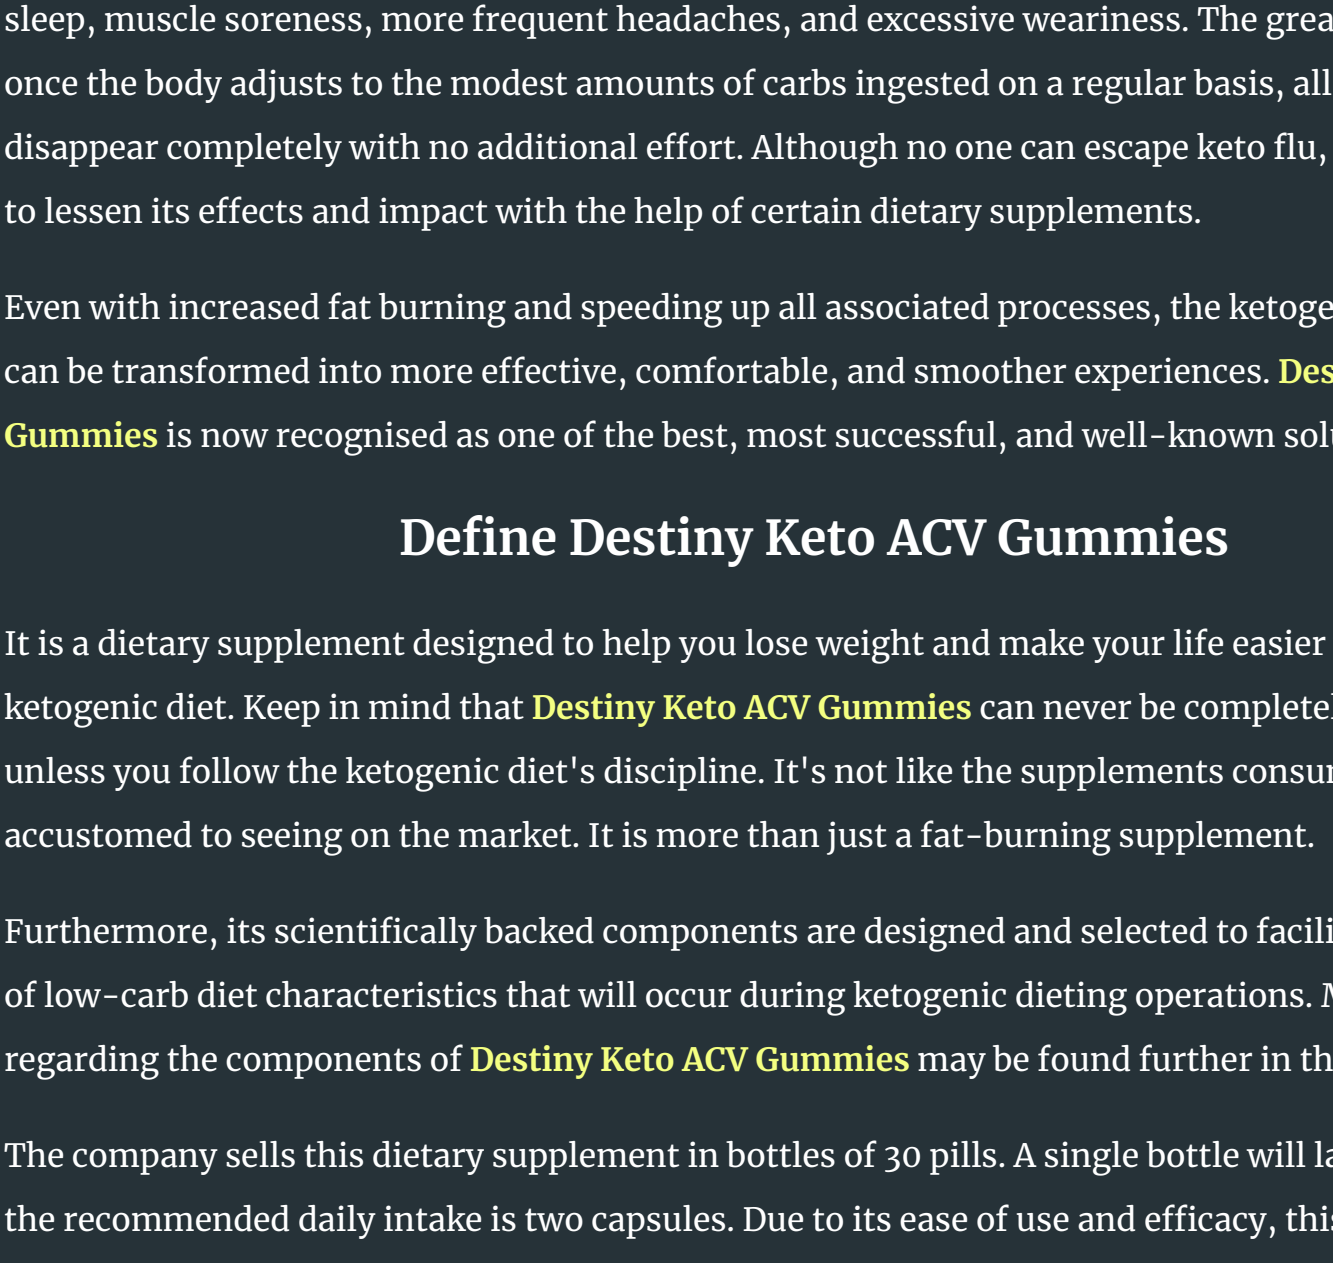 sleep, muscle soreness, more frequent headaches, and excessive weariness. The
once the body adjusts to the modest amounts of carbs ingested on a regular basis, all
disappear completely with no additional effort. Although no one can escape keto flu,
to lessen its effects and impact with the help of certain dietary supplements.
Even with increased fat burning and speeding up all associated processes, the
can be transformed into more effective, comfortable, and smoother experiences.
Gummies is now recognised as one of the best, most successful, and well-known
Define Destiny Keto ACV Gummies
It is a dietary supplement designed to help you lose weight and make your life easier
ketogenic diet. Keep in mind that Destiny Keto ACV Gummies can never be
unless you follow the ketogenic diet's discipline. It's not like the supplements
accustomed to seeing on the market. It is more than just a fat-burning supplement.
Furthermore, its scientifically backed components are designed and selected to
of low-carb diet characteristics that will occur during ketogenic dieting operations.
regarding the components of Destiny Keto ACV Gummies may be found further in
The company sells this dietary supplement in bottles of 30 pills. A single bottle will
the recommended daily intake is two capsules. Due to its ease of use and efficacy,